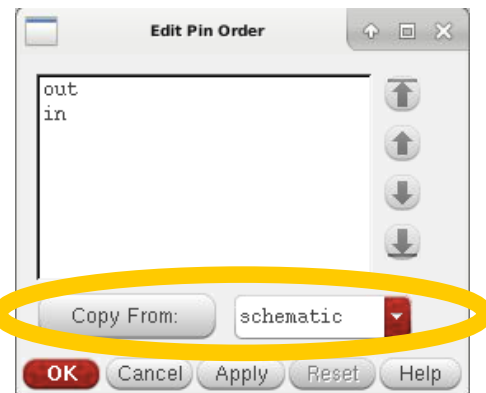 Edit Pin Order
out
in
Copy From: schematic
OK Cancel Apply Reset Help